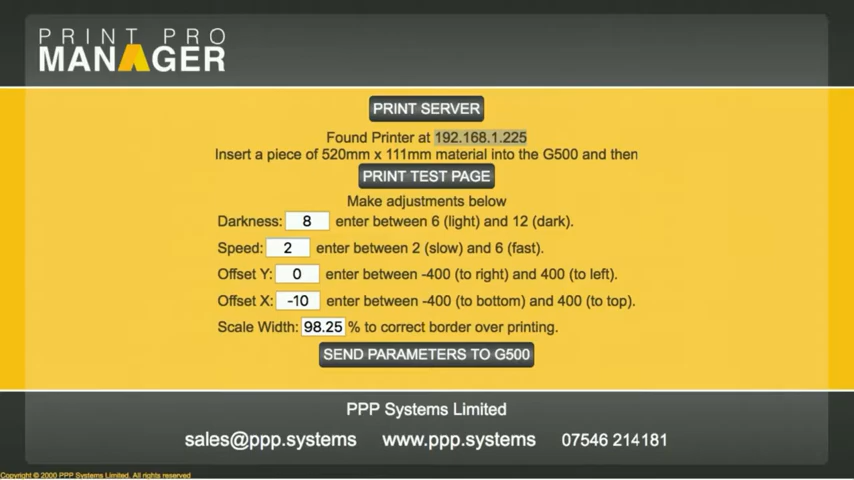 PRINT PRO
MANAGER
PRINT SERVER
Found Printer at 192.168.1.225
Insert a piece of 520mm x 111mm material into the G500 and then
PRINT TEST PAGE
Make adjustments below
Darkness: 8 enter between 6 (light) and 12 (dark).
Speed: 2 enter between 2 (slow) and 6 (fast).
Offset Y: 0 enter between -400 (to right) and 400 (to left).
Offset X: -10 enter between -400 (to bottom) and 400 (to top).
Scale Width: 98.25 % to correct border over printing.
SEND PARAMETERS TO G500
PPP Systems Limited
sales@ppp.systems www.ppp.systems 07546 214181
Copyright © 2000 PPP Systems Limited. All rights reserved